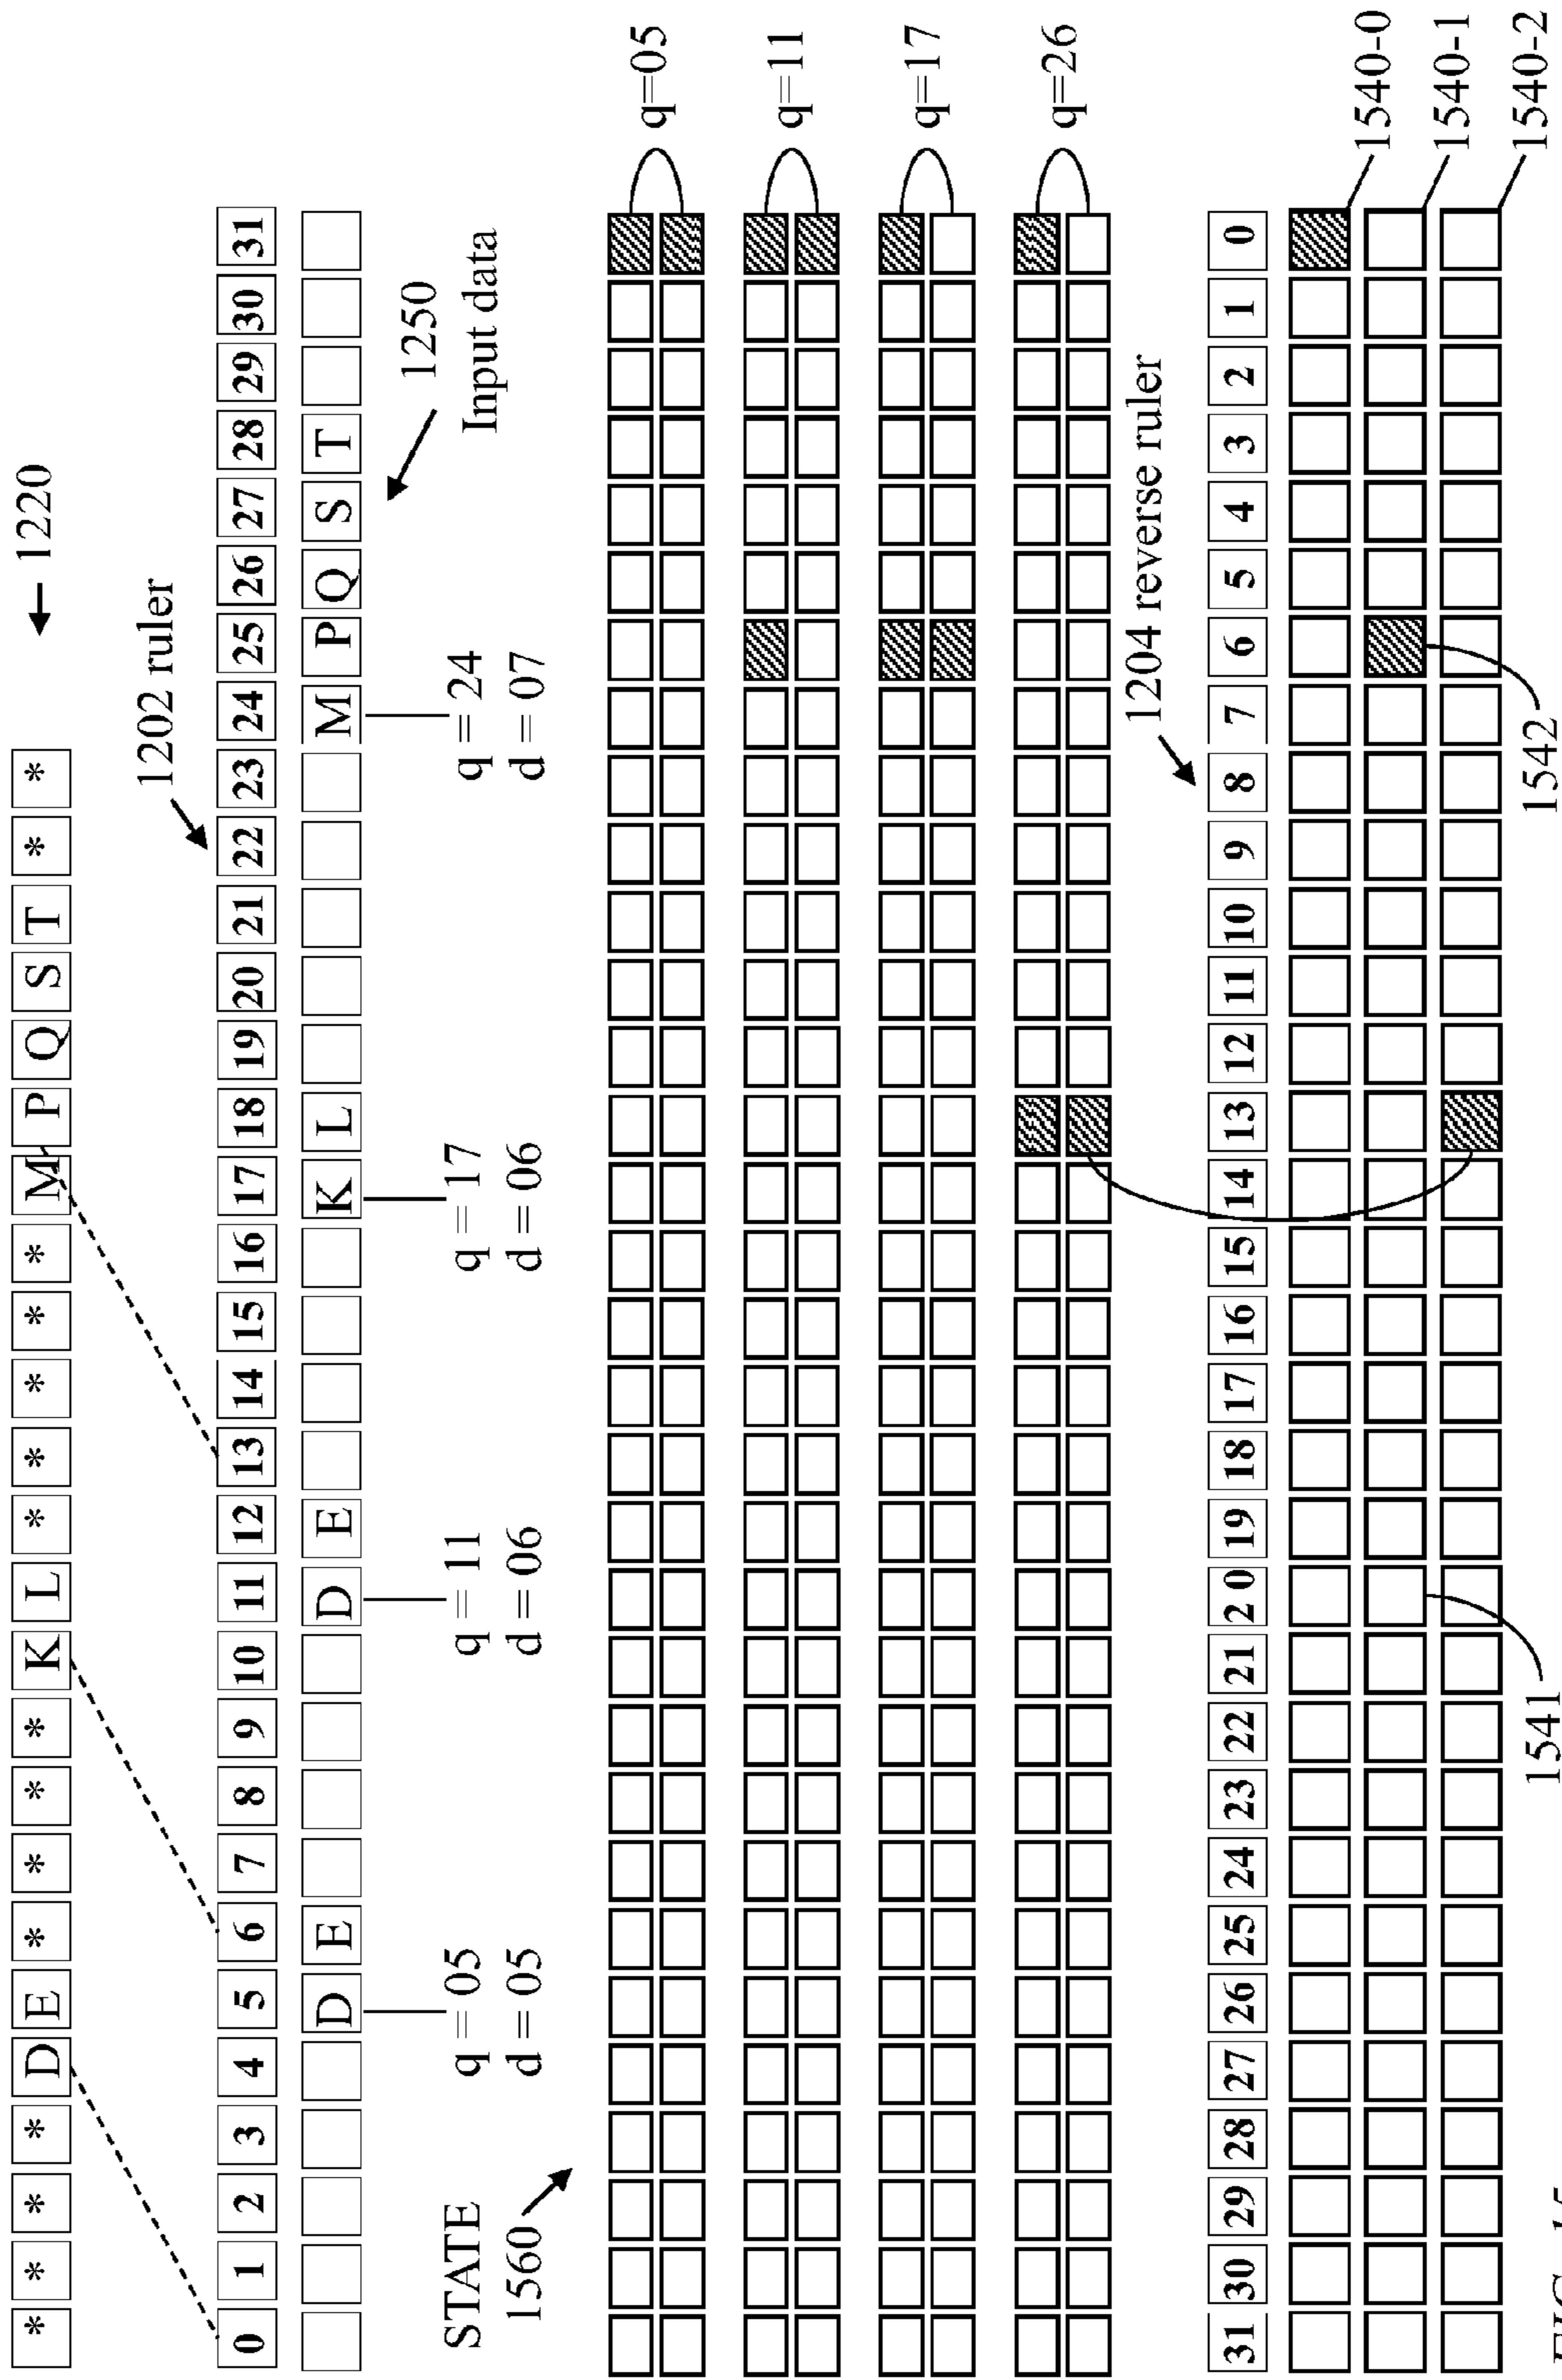 * * * * D E * * * * K L * * * * * M P Q S T * *
1220
1202 ruler
0 1 2 3 4 5 6 7 8 9 10 11 12 13 14 15 16 17 18 19 20 21 22 23 24 25 26 27 28 29 30 31
D E D E K L M P Q S T
1250
Input data
q = 05
d = 05
q = 11
d = 06
q = 17
d = 06
q = 24
d = 07
STATE
1560
q=05
q=11
q=17
q=26
1204 reverse ruler
31 30 29 28 27 26 25 24 23 22 21 2 0 19 18 17 16 15 14 13 12 11 10 9 8 7 6 5 4 3 2 1 0
1540-0
1540-1
1540-2
1541
1542
FIG. 15